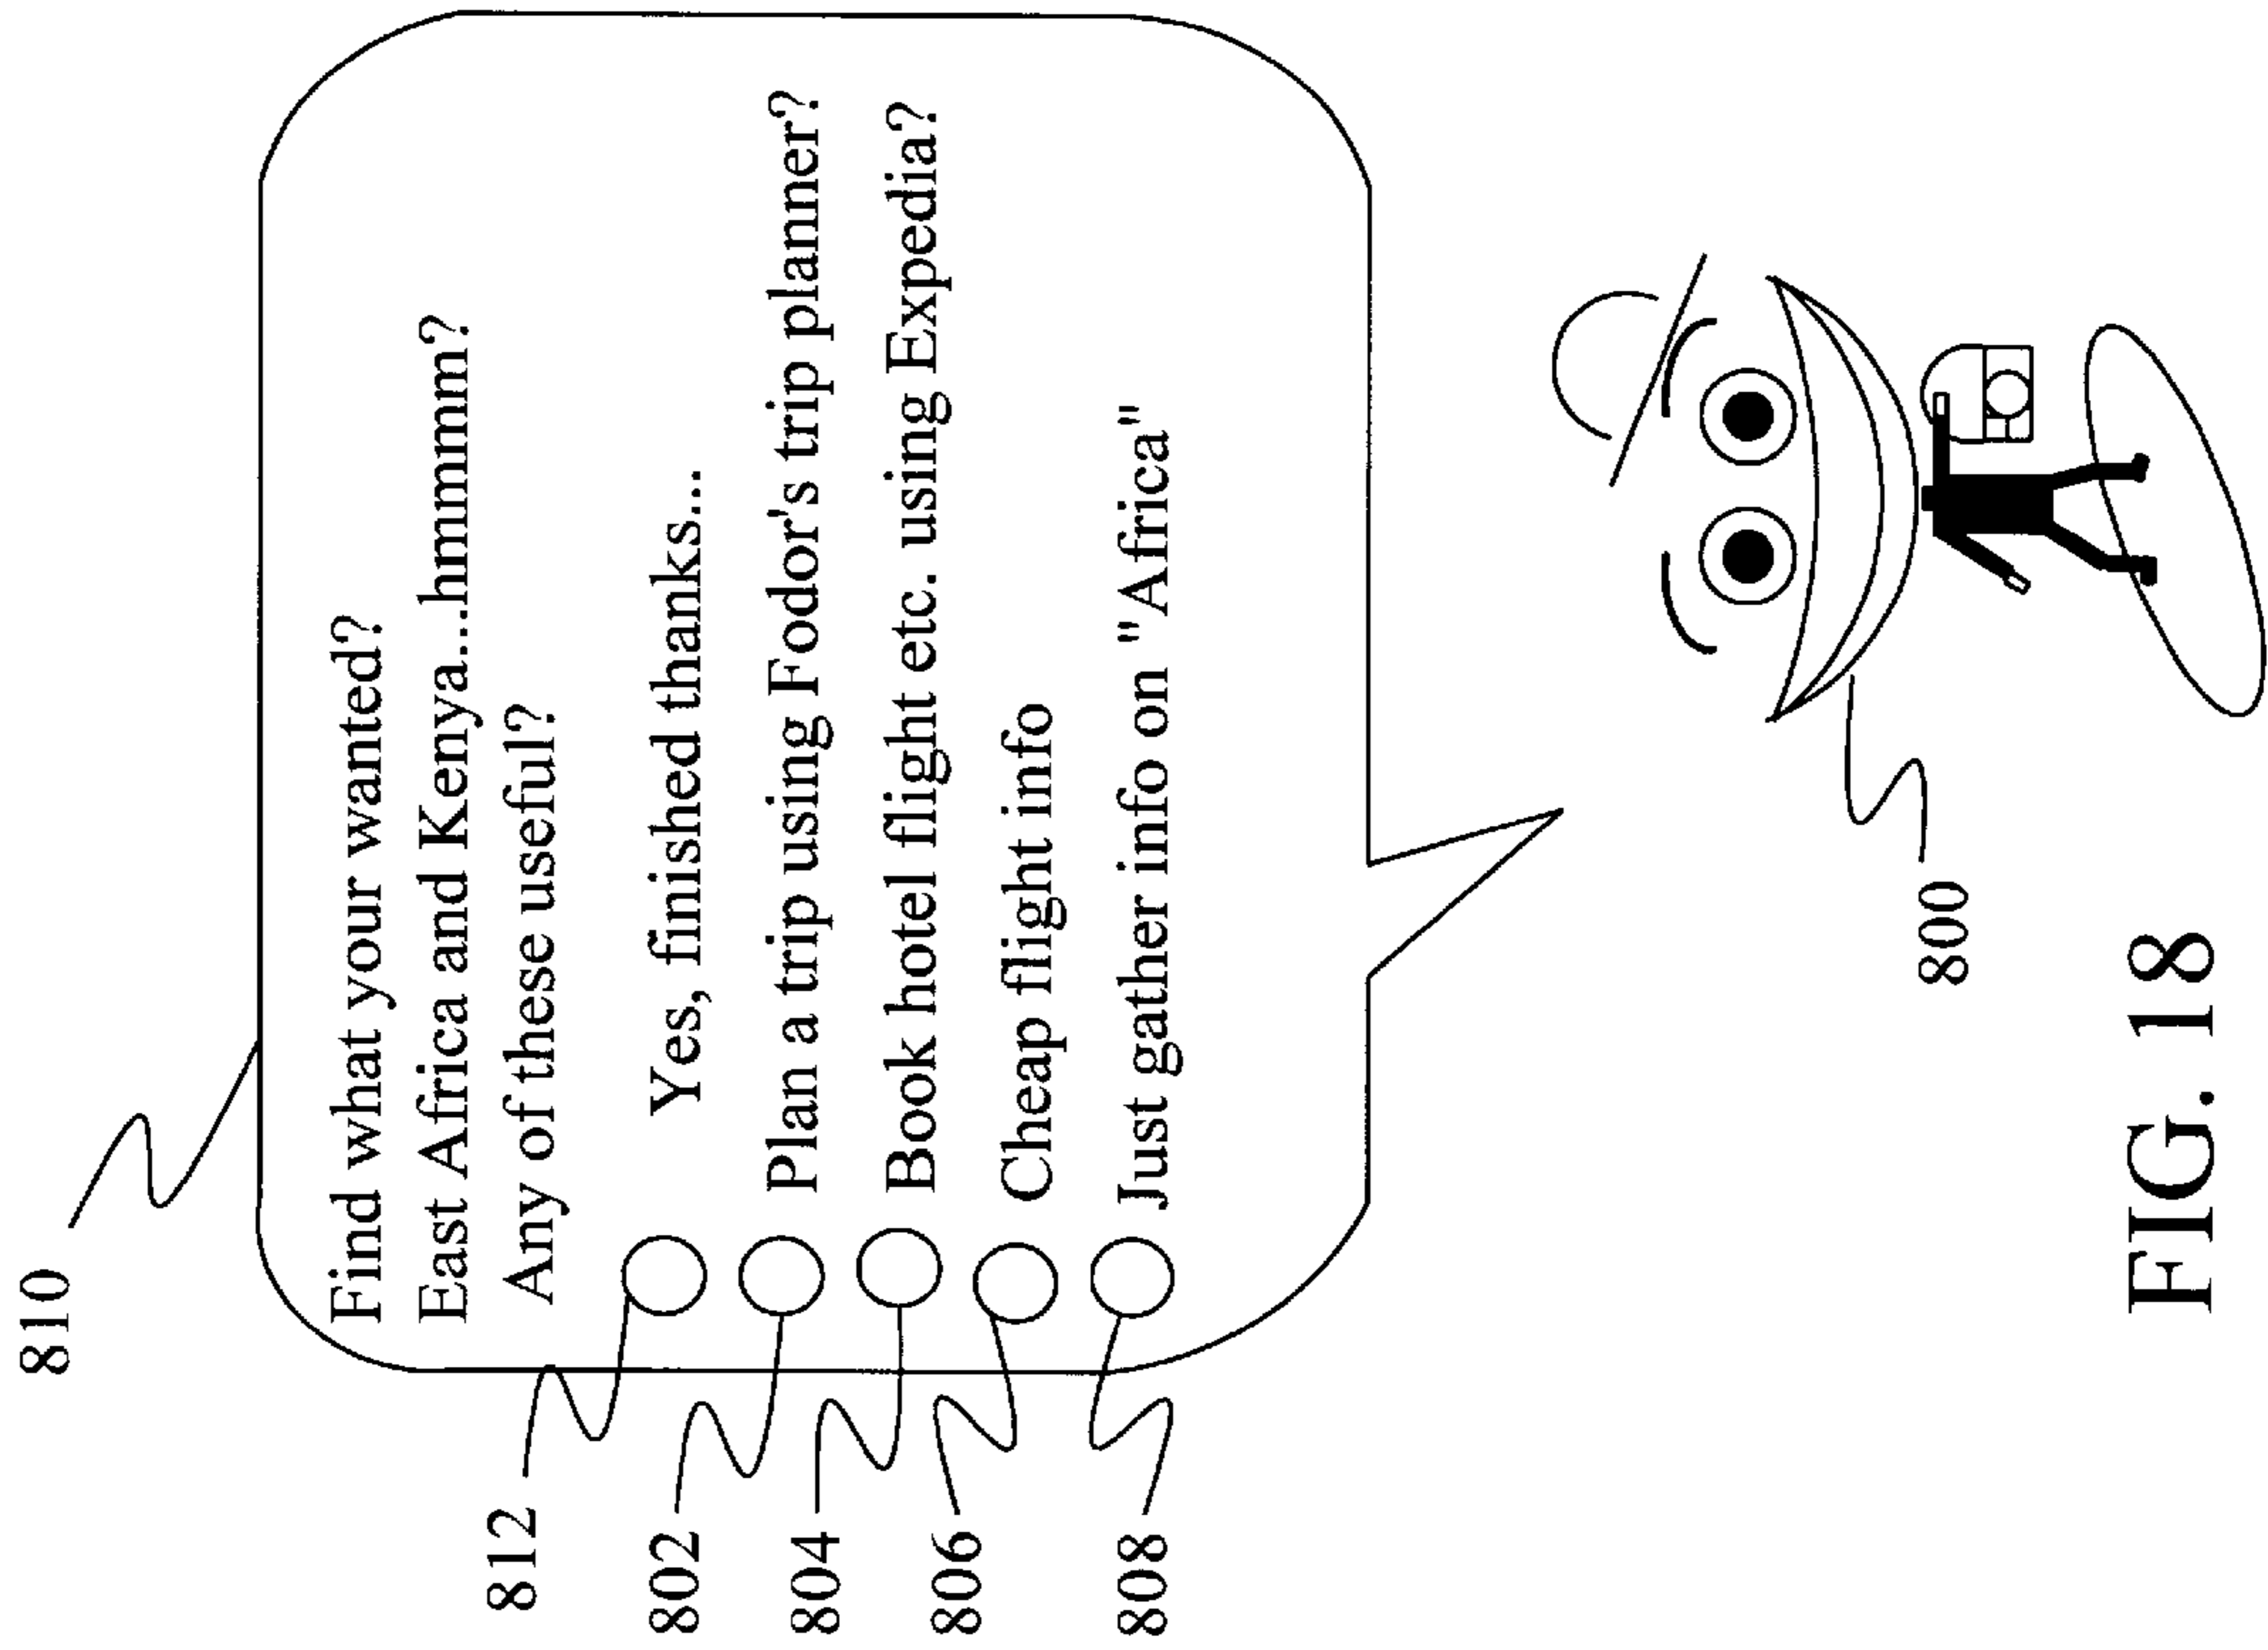 810
Find what your wanted?
East Africa and Kenya...hmmmm?
Any of these useful?
812
Yes, finished thanks...
802
Plan a trip using Fodor's trip planner?
804
Book hotel flight etc. using Expedia?
806
Cheap flight info
808
Just gather info on "Africa"
800
FIG. 18